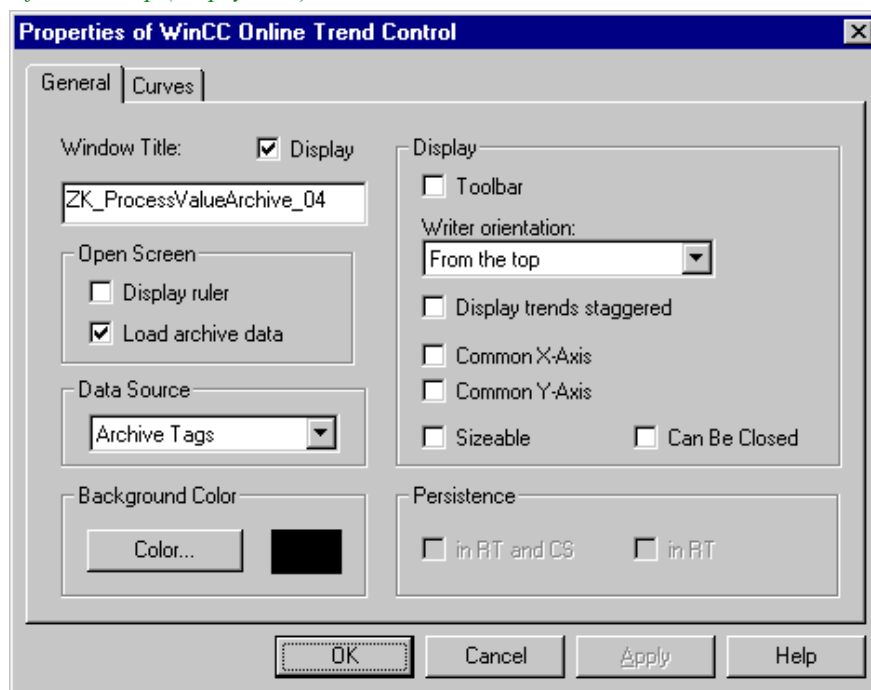 Properties of WinCC Online Trend Control
General
Curves
Window Title:
Display
ZK_ProcessValueArchive_04
Open Screen
Display ruler
Load archive data
Data Source
Archive Tags
Background Color
Color...
Display
Toolbar
Writer orientation:
From the top
Display trends staggered
Common X-Axis
Common Y-Axis
Sizeable
Can Be Closed
Persistence
in RT and CS
in RT
OK
Cancel
Apply
Help